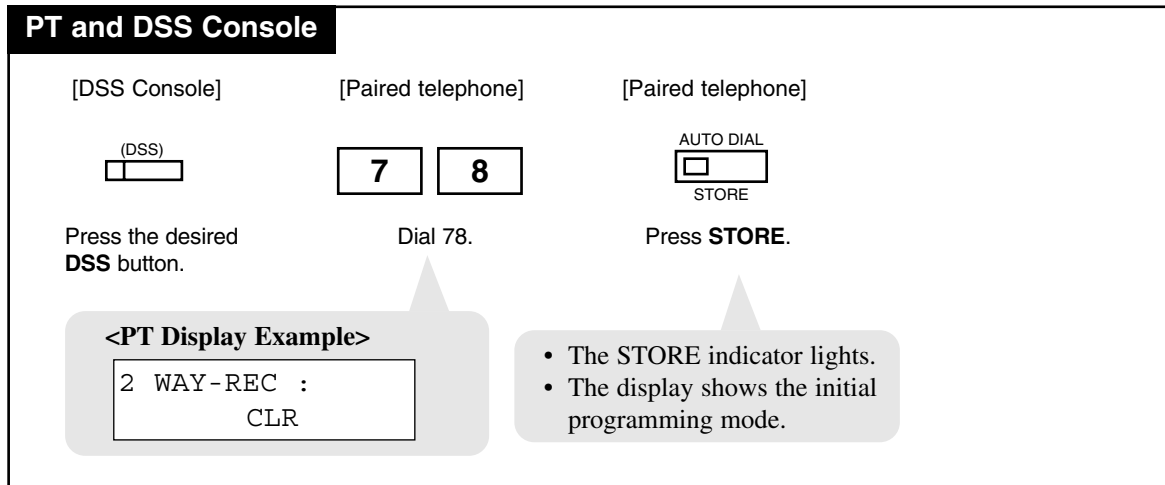 PT and DSS Console
[DSS Console]
[Paired telephone]
[Paired telephone]
(DSS)
7
8
AUTO DIAL
STORE
Press the desired
DSS button.
Dial 78.
Press STORE.
<PT Display Example>
2 WAY-REC :
CLR
• The STORE indicator lights.
• The display shows the initial
programming mode.